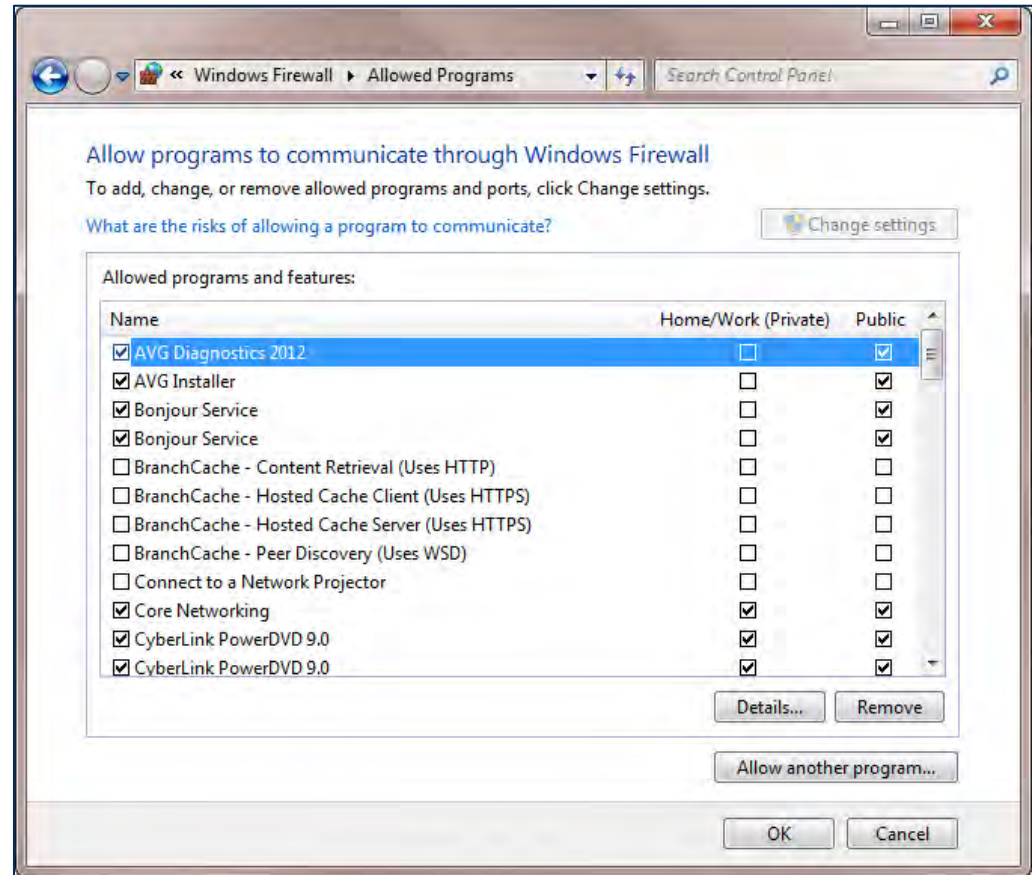 « Windows Firewall ▸ Allowed Programs Search Control Panel
Allow programs to communicate through Windows Firewall
To add, change, or remove allowed programs and ports, click Change settings.
What are the risks of allowing a program to communicate? Change settings
Allowed programs and features:
Name Home/Work (Private) Public
AVG Diagnostics 2012
AVG Installer
Bonjour Service
Bonjour Service
BranchCache - Content Retrieval (Uses HTTP)
BranchCache - Hosted Cache Client (Uses HTTPS)
BranchCache - Hosted Cache Server (Uses HTTPS)
BranchCache - Peer Discovery (Uses WSD)
Connect to a Network Projector
Core Networking
CyberLink PowerDVD 9.0
CyberLink PowerDVD 9.0
Details... Remove
Allow another program...
OK Cancel